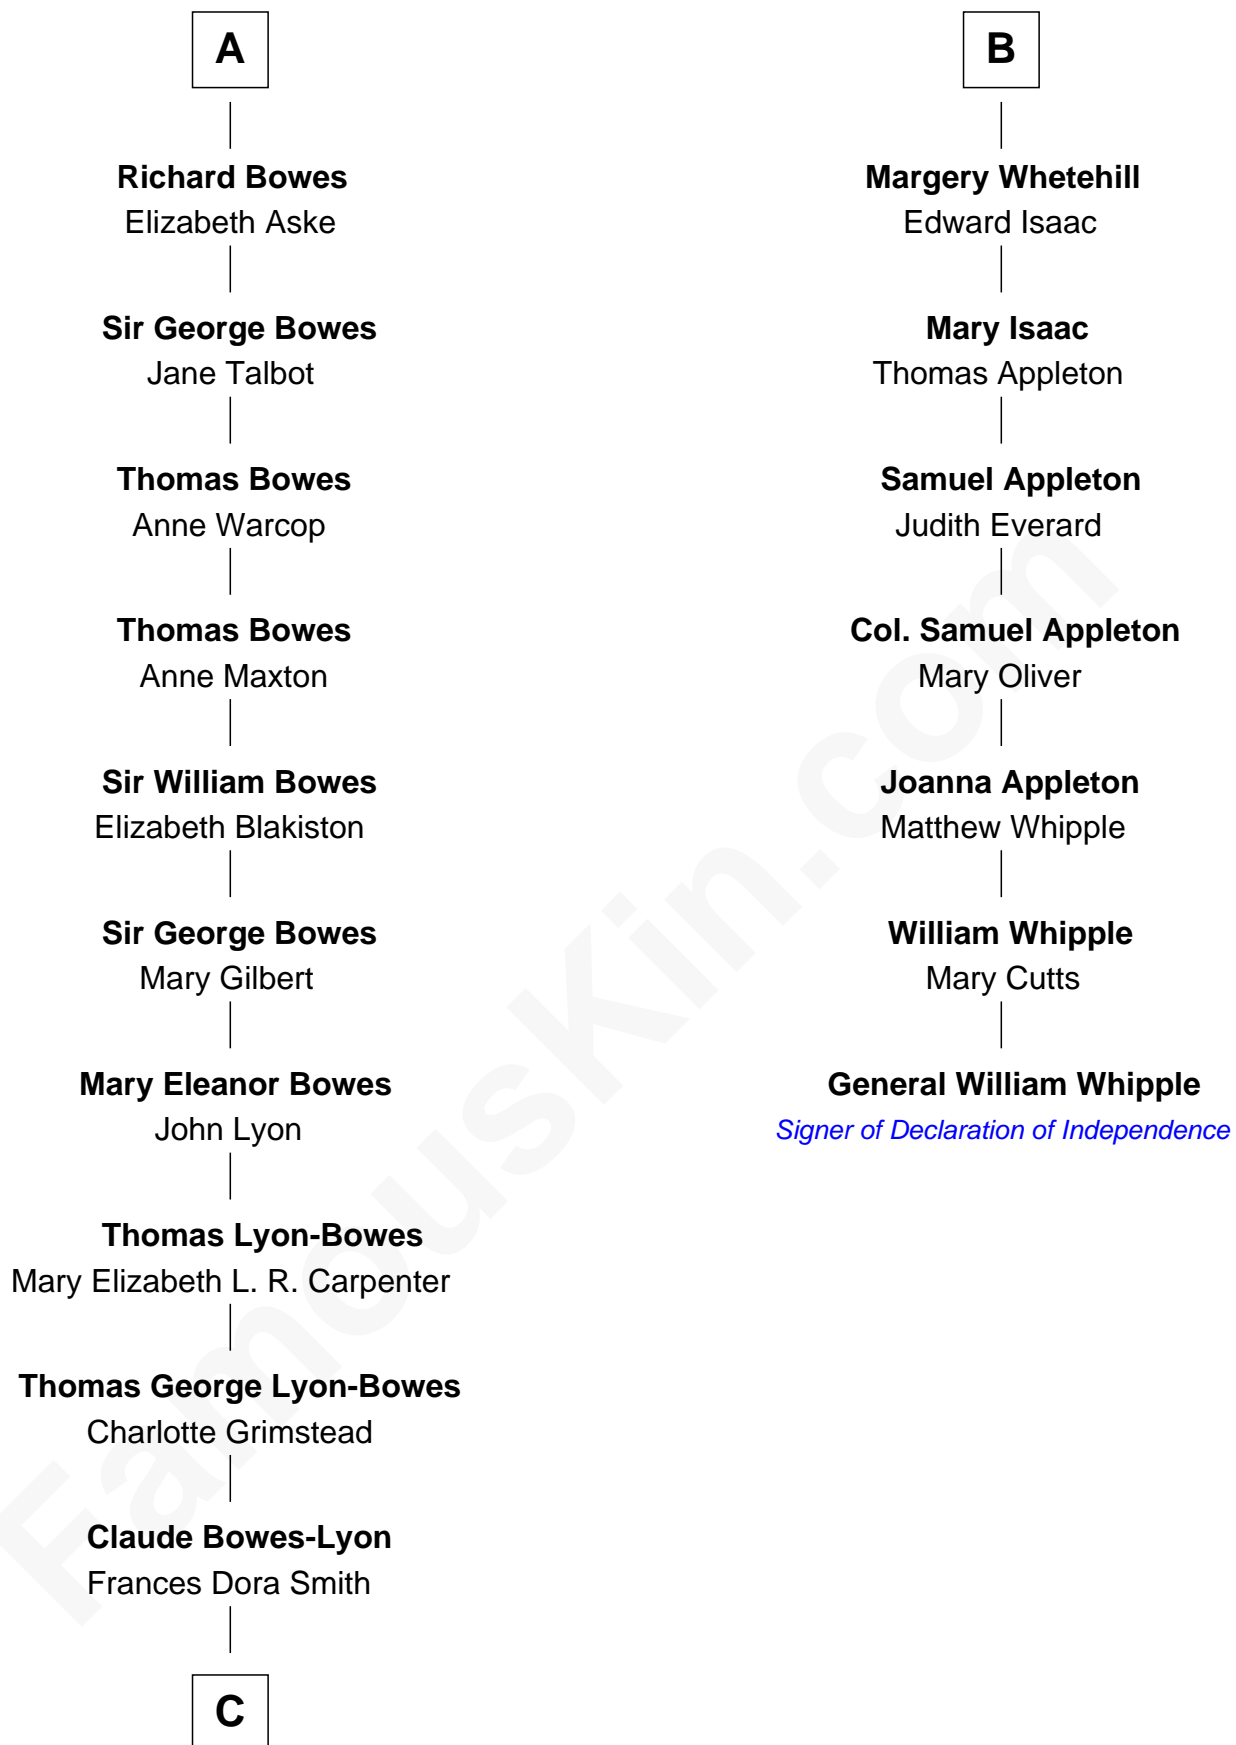 A
Richard Bowes
Elizabeth Aske
Sir George Bowes
Jane Talbot
Thomas Bowes
Anne Warcop
Thomas Bowes
Anne Maxton
Sir William Bowes
Elizabeth Blakiston
Sir George Bowes
Mary Gilbert
Mary Eleanor Bowes
John Lyon
Thomas Lyon-Bowes
Mary Elizabeth L. R. Carpenter
Thomas George Lyon-Bowes
Charlotte Grimstead
Claude Bowes-Lyon
Frances Dora Smith
C
B
Margery Whetehill
Edward Isaac
Mary Isaac
Thomas Appleton
Samuel Appleton
Judith Everard
Col. Samuel Appleton
Mary Oliver
Joanna Appleton
Matthew Whipple
William Whipple
Mary Cutts
General William Whipple
Signer of Declaration of Independence
FamousKin.com